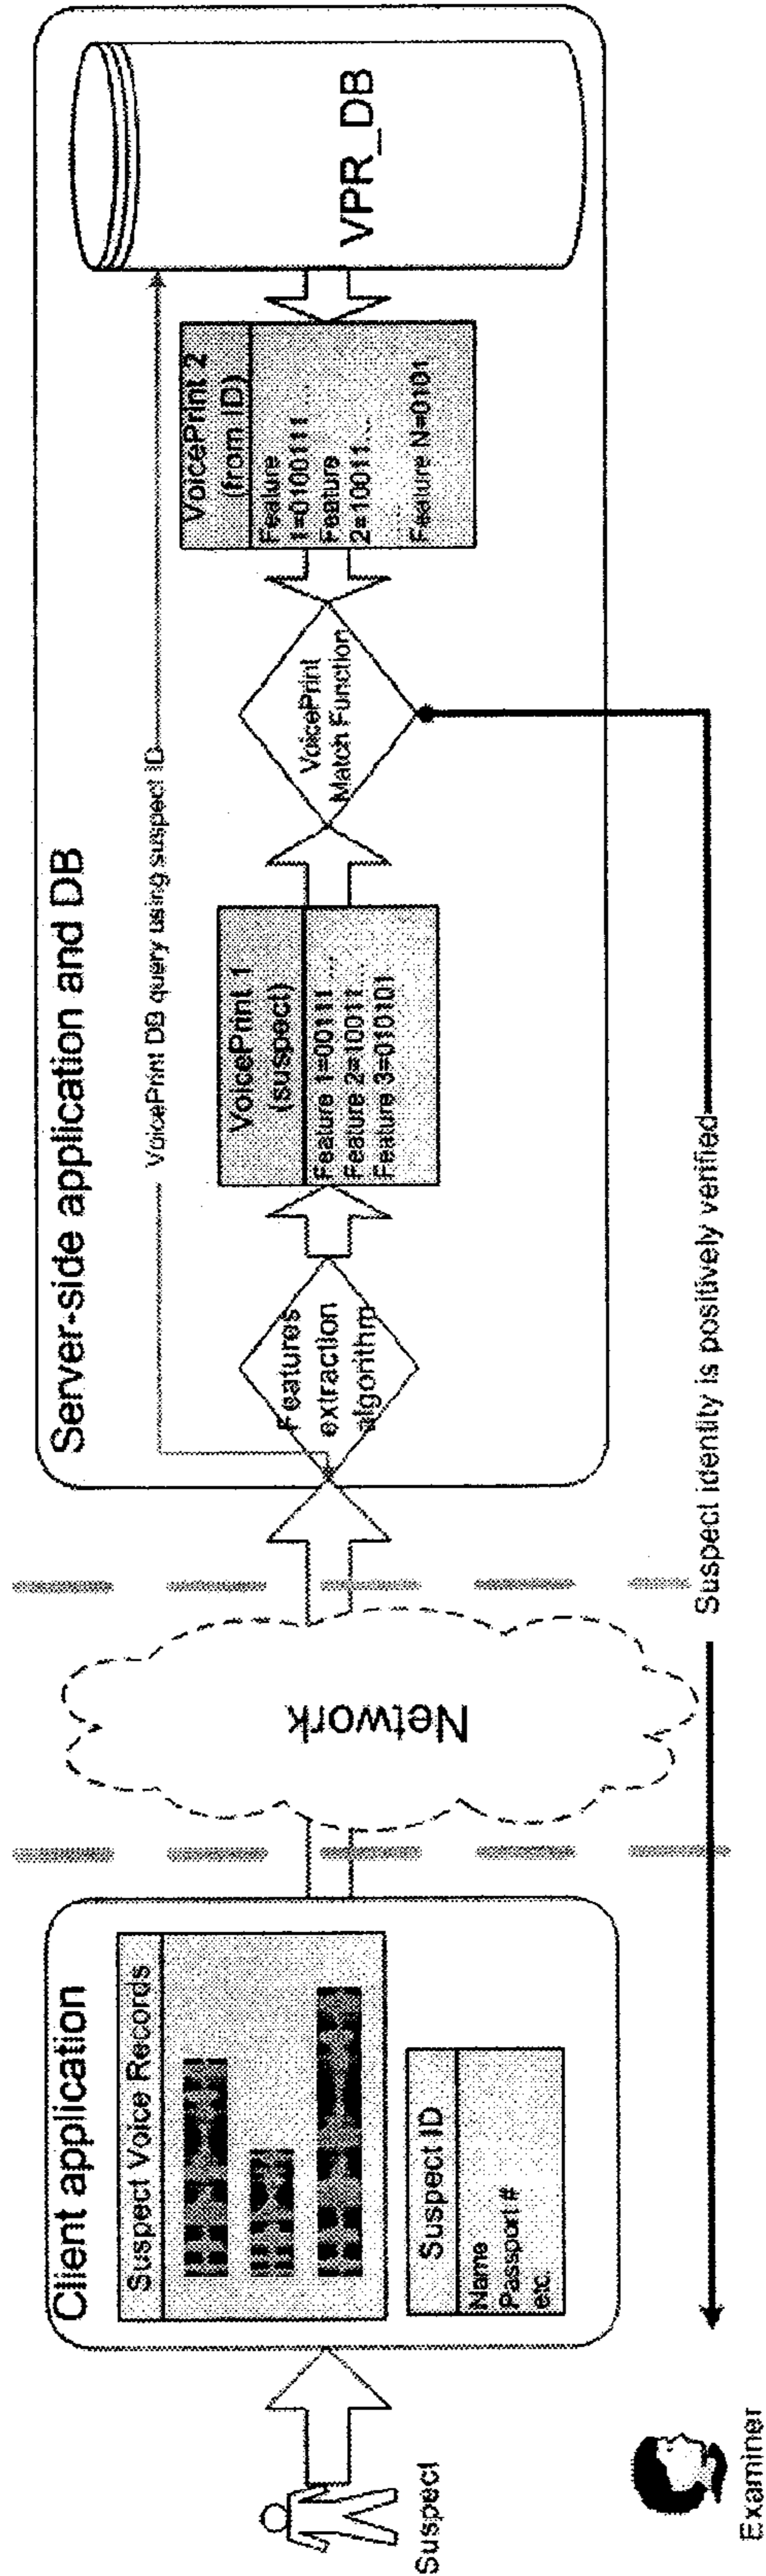 Suspect
Client application
Suspect Voice Records
Suspect ID
Name
Passport #
etc.
Network
Server-side application and DB
VoicePrint DB query using suspect ID
Features
extraction
algorithm
VoicePrint 1
(suspect)
Feature 1=00111 ...
Feature 2=10011 ...
Feature 3=010101
VoicePrint
Match Function
VoicePrint 2
(from ID)
Feature
1=0100111 ...
Feature
2=10011...
...
Feature N=0101
VPR_DB
Suspect identity is positively verified
Examiner